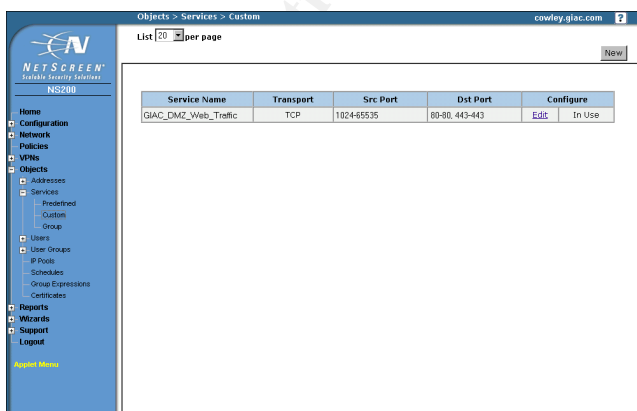 Objects > Services > Custom
cowley.giac.com ?
List 20 per page
New
N
NETSCREEN
Scalable Security Solutions
NS200
Home
Configuration
Network
Policies
VPNs
Objects
Addresses
Services
Predefined
Custom
Group
Users
User Groups
IP Pools
Schedules
Group Expressions
Certificates
Reports
Wizards
Support
Logout
Applet Menu
Service Name Transport Src Port Dst Port Configure
GIAC_DMZ_Web_Traffic TCP 1024-65535 80-80, 443-443 Edit In Use